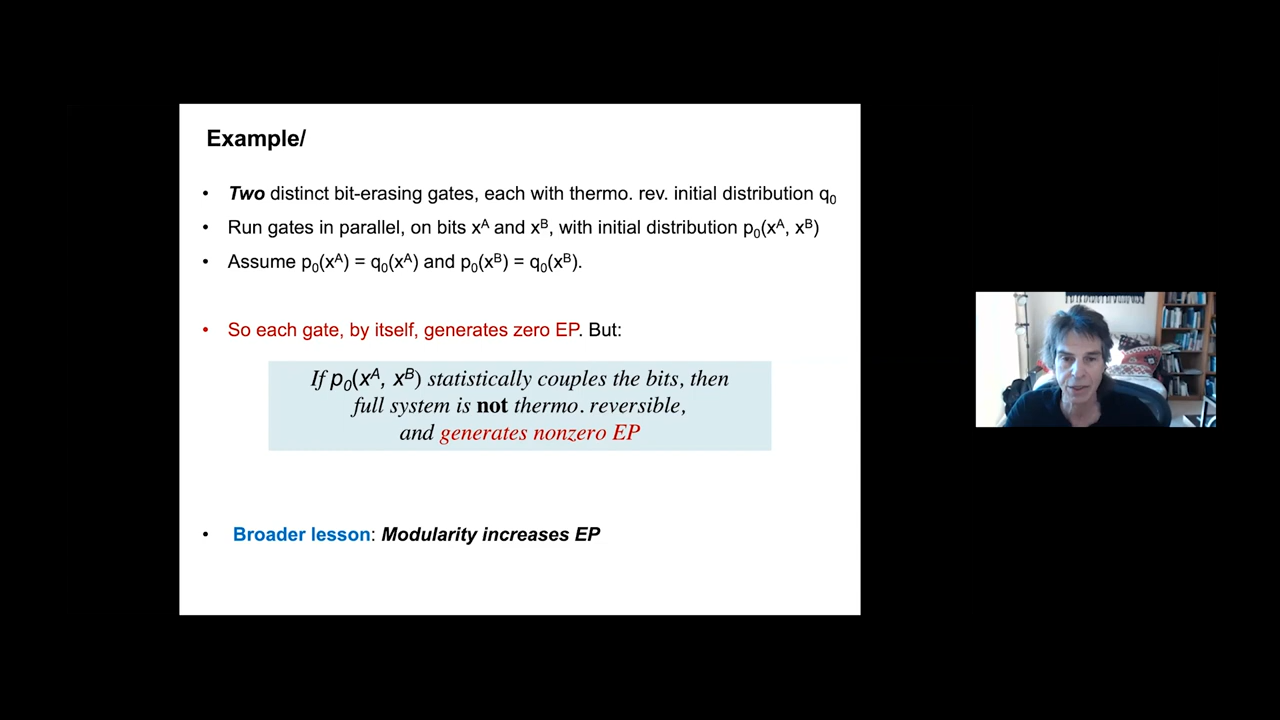 Example/
• Two distinct bit-erasing gates, each with thermo. rev. initial distribution q₀
• Run gates in parallel, on bits xᴬ and xᴮ, with initial distribution p₀(xᴬ, xᴮ)
• Assume p₀(xᴬ) = q₀(xᴬ) and p₀(xᴮ) = q₀(xᴮ).
• So each gate, by itself, generates zero EP. But:
If p₀(xᴬ, xᴮ) statistically couples the bits, then
full system is not thermo. reversible,
and generates nonzero EP
• Broader lesson: Modularity increases EP